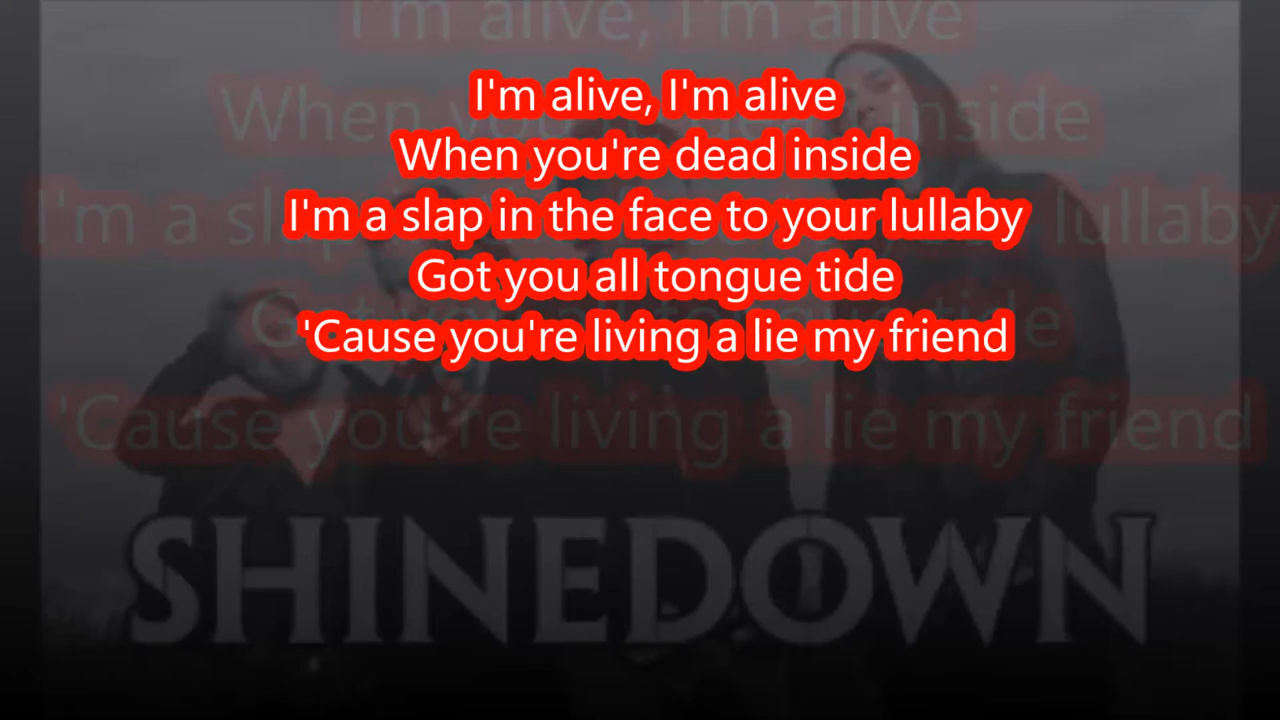 I'm alive, I'm alive
When you're dead inside
I'm a slap in the face to your lullaby
Got you all tongue tide
'Cause you're living a lie my friend
SHINEDOWN